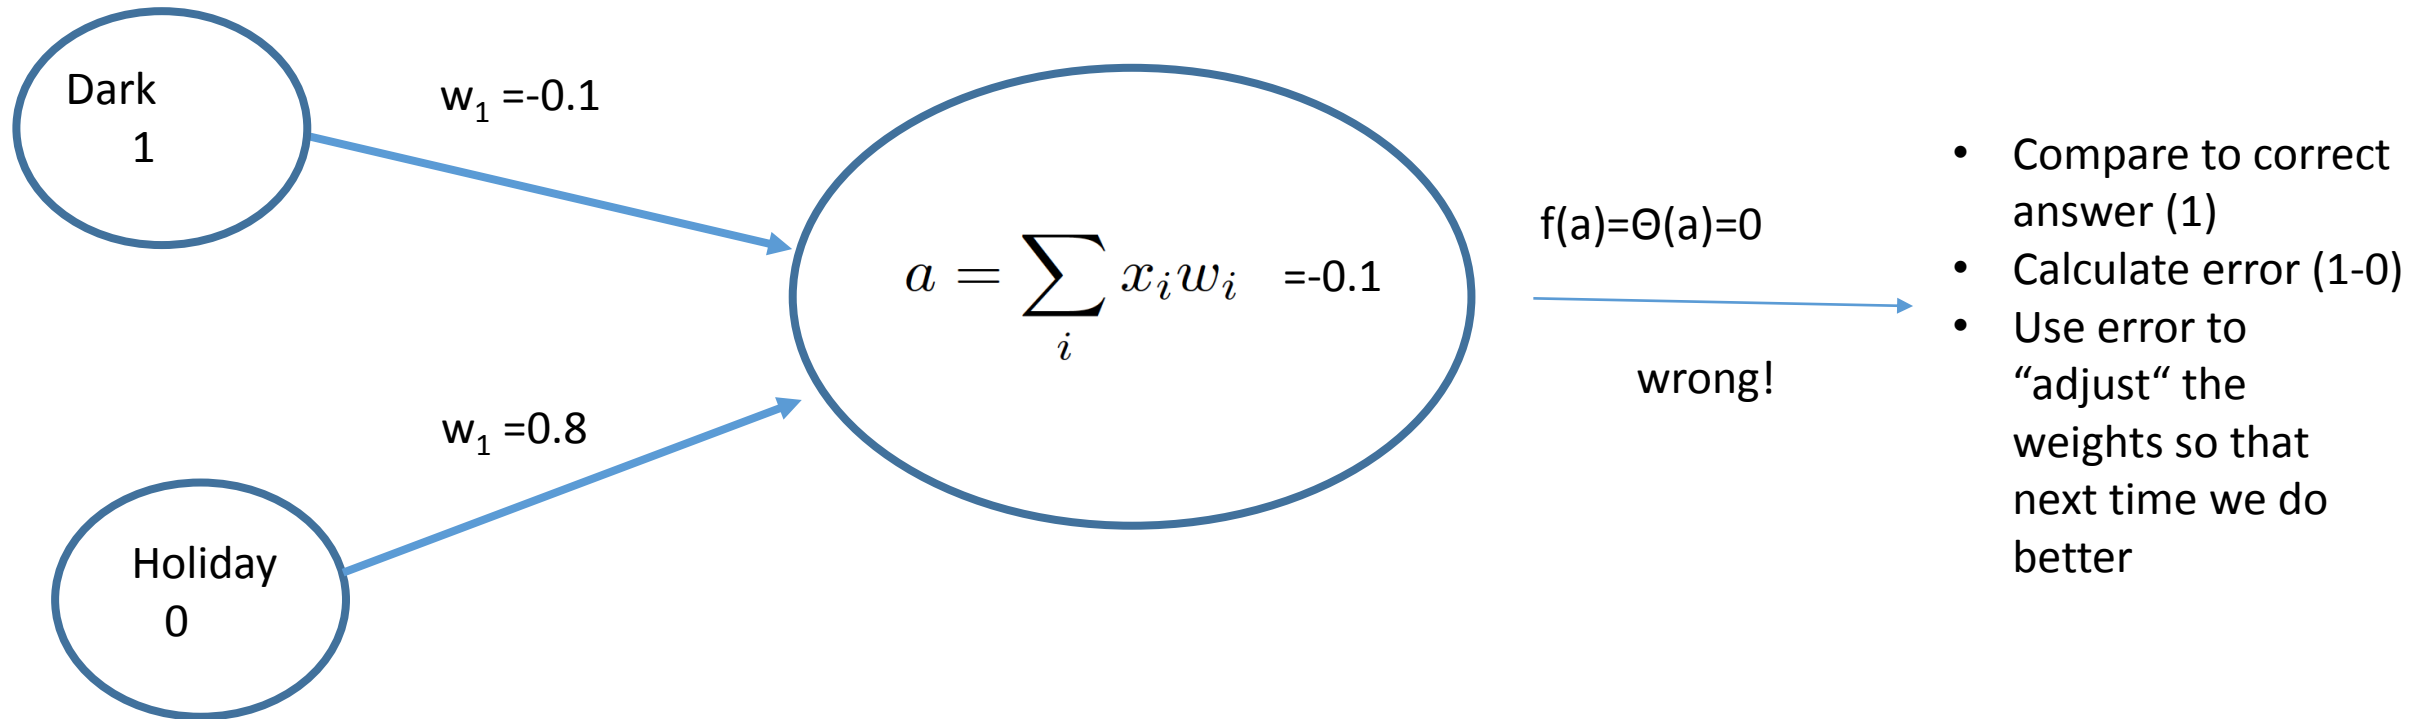 Dark
1
w₁ =-0.1
Holiday
0
w₁ =0.8
a = ∑ᵢ xᵢwᵢ =-0.1
f(a)=Θ(a)=0
wrong!
• Compare to correct
answer (1)
• Calculate error (1-0)
• Use error to
“adjust“ the
weights so that
next time we do
better